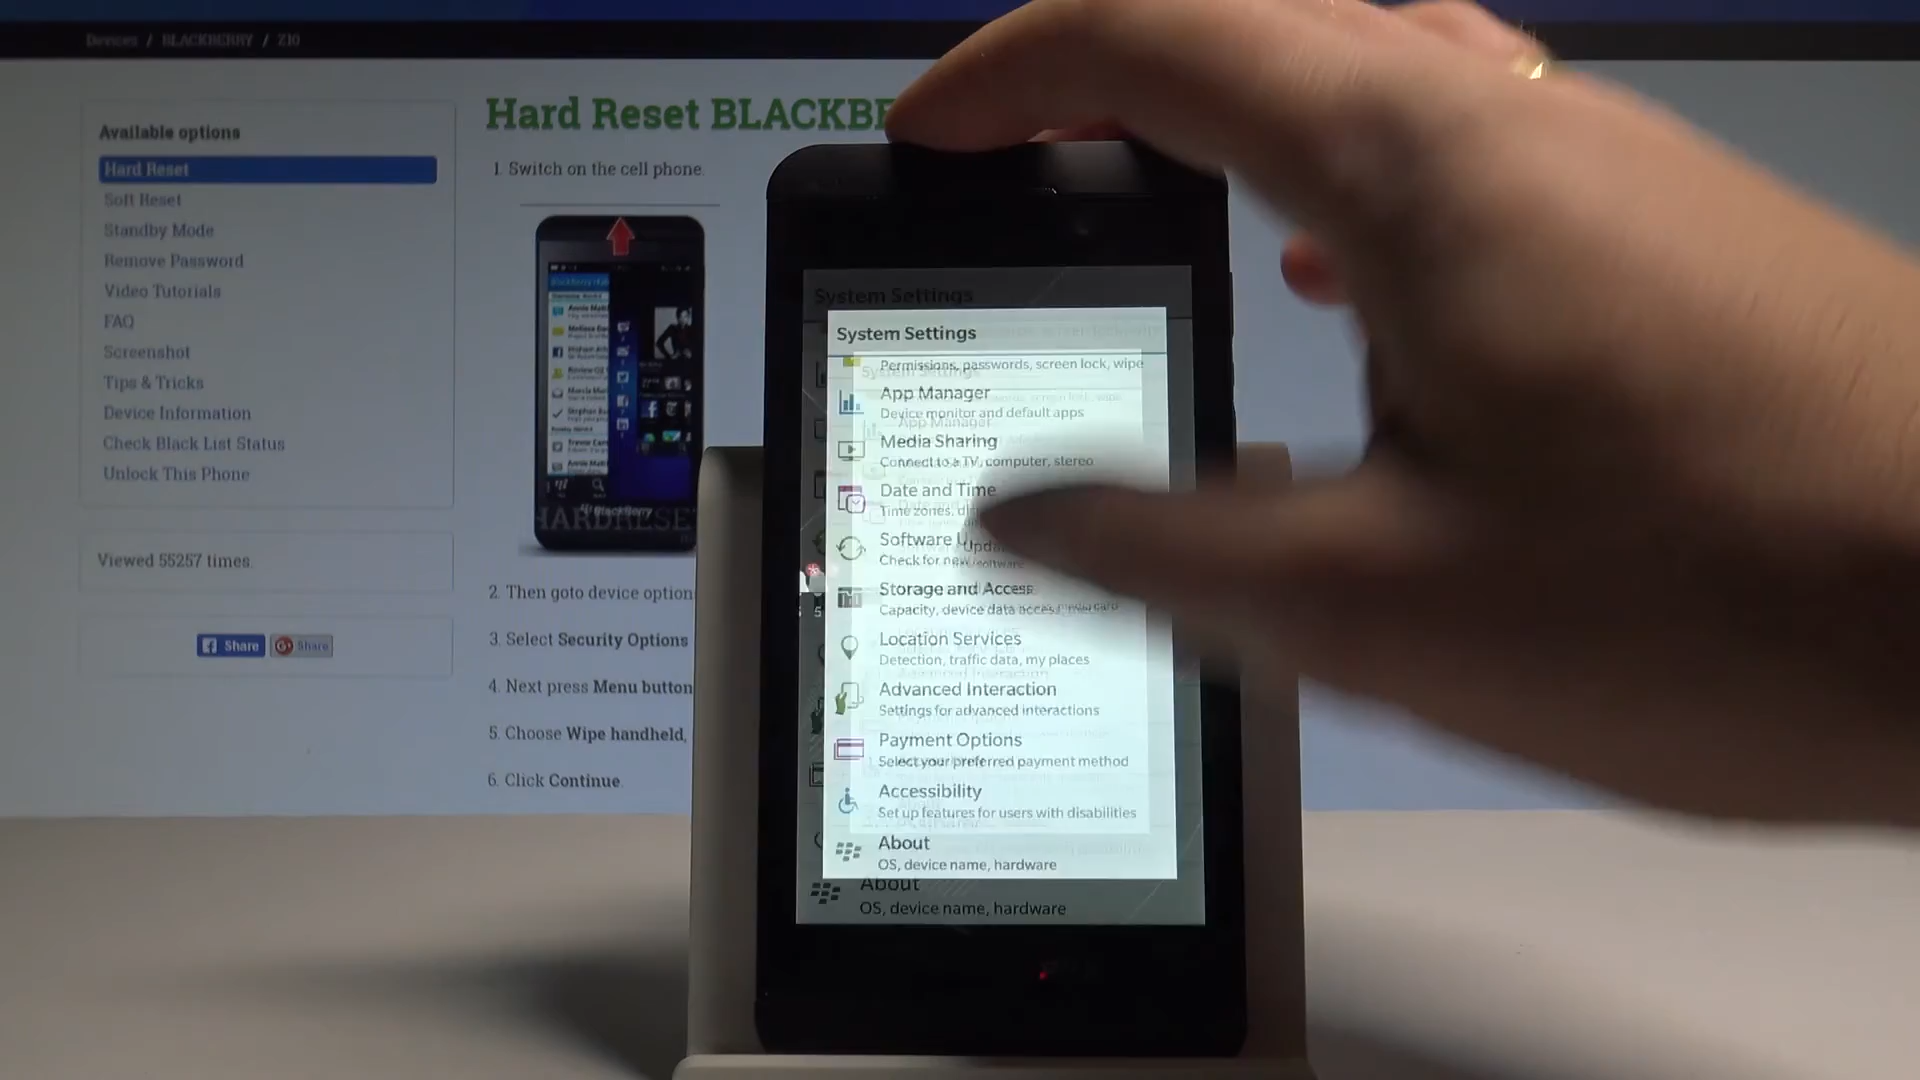 Devices / BLACKBERRY / Z10
Available options
Hard Reset
Soft Reset
Standby Mode
Remove Password
Video Tutorials
FAQ
Screenshot
Tips & Tricks
Device Information
Check Black List Status
Unlock This Phone
Viewed 55257 times.
Share
Share
Hard Reset BLACKBE
1. Switch on the cell phone.
BlackBerry
HARDRESE
2. Then goto device option
3. Select Security Options
4. Next press Menu button
5. Choose Wipe handheld,
6. Click Continue.
System Settings
System Settings
Permissions, passwords, screen lock, wipe
App Manager
Device monitor and default apps
Media Sharing
Connect to a TV, computer, stereo
Date and Time
Time zones,
Software
Check for new
Storage and Access
Capacity, device data access,
Location Services
Detection, traffic data, my places
Advanced Interaction
Settings for advanced interactions
Payment Options
Select your preferred payment method
Accessibility
Set up features for users with disabilities
About
OS, device name, hardware
About
OS, device name, hardware